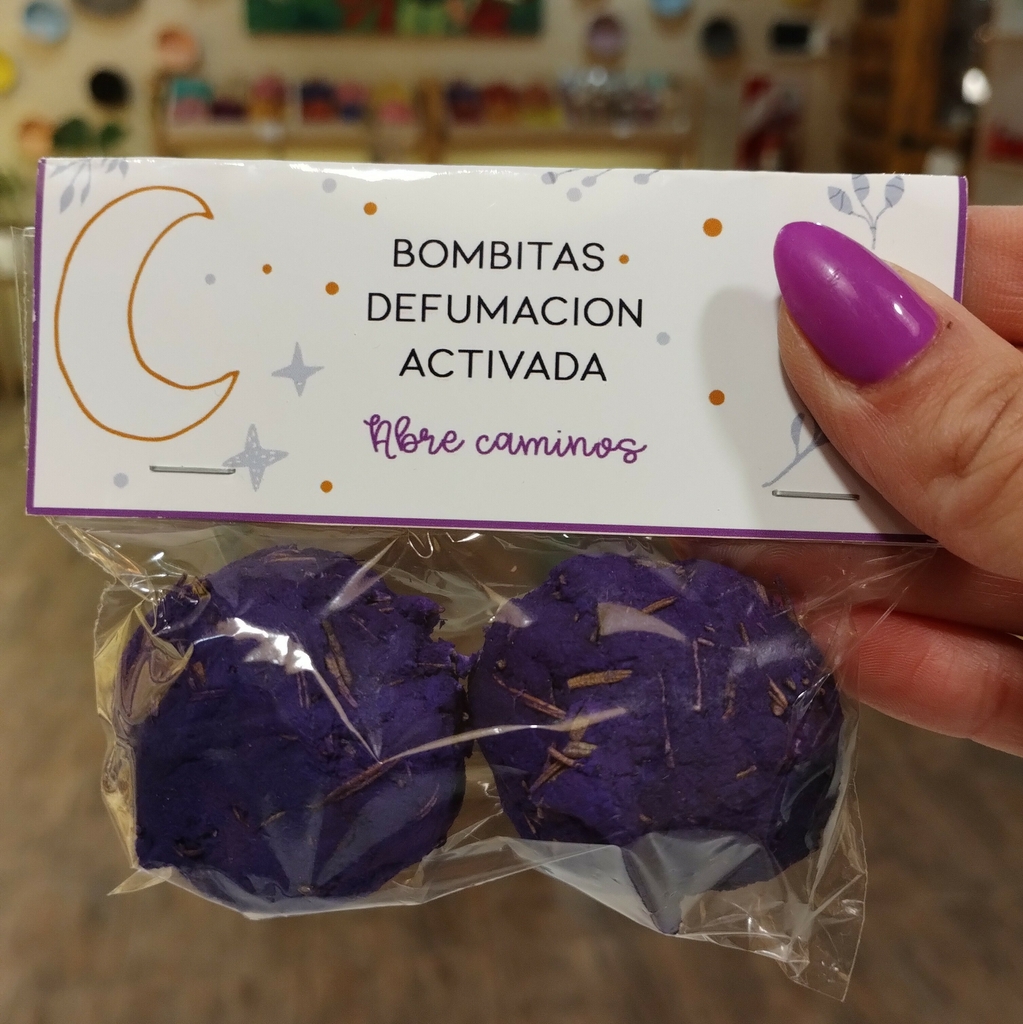 BOMBITAS
DEFUMACION
ACTIVADA
Abre caminos